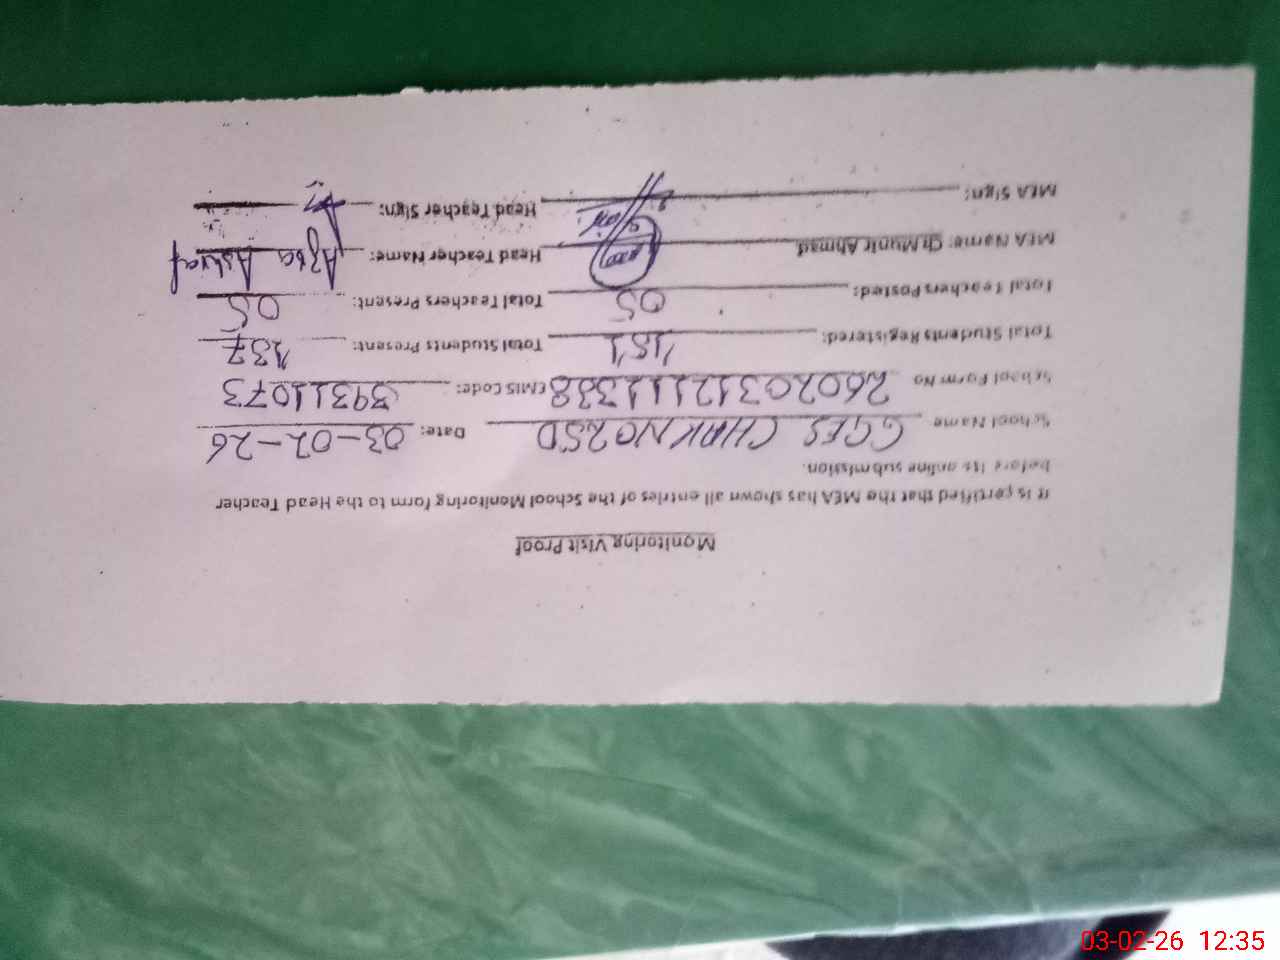 Monitoring Visit Proof
It is certified that the MEA has shown all entries of the School Monitoring form to the Head Teacher
before its online submission.
School Name GGES CHAK NO 2SD Date: 03-02-26
School Form No 26020312111338 EMIS Code: 39311073
Total Students Registered: 151 Total Students Present: 137
Total Teachers Posted: 05 Total Teachers Present: 05
MEA Name: Ch Munir Ahmad Head Teacher Name: Azba Ashraf
MEA Sign: Head Teacher Sign:
03-02-26 12:35